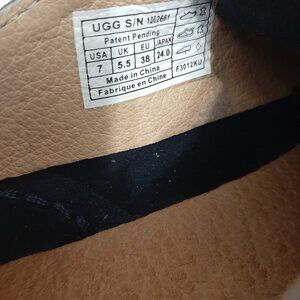 UGG S/N 1002661
Patent Pending
USA UK EU JAPAN
7 5.5 38 24.0
Made in China
Fabrique en Chine
F3012KU